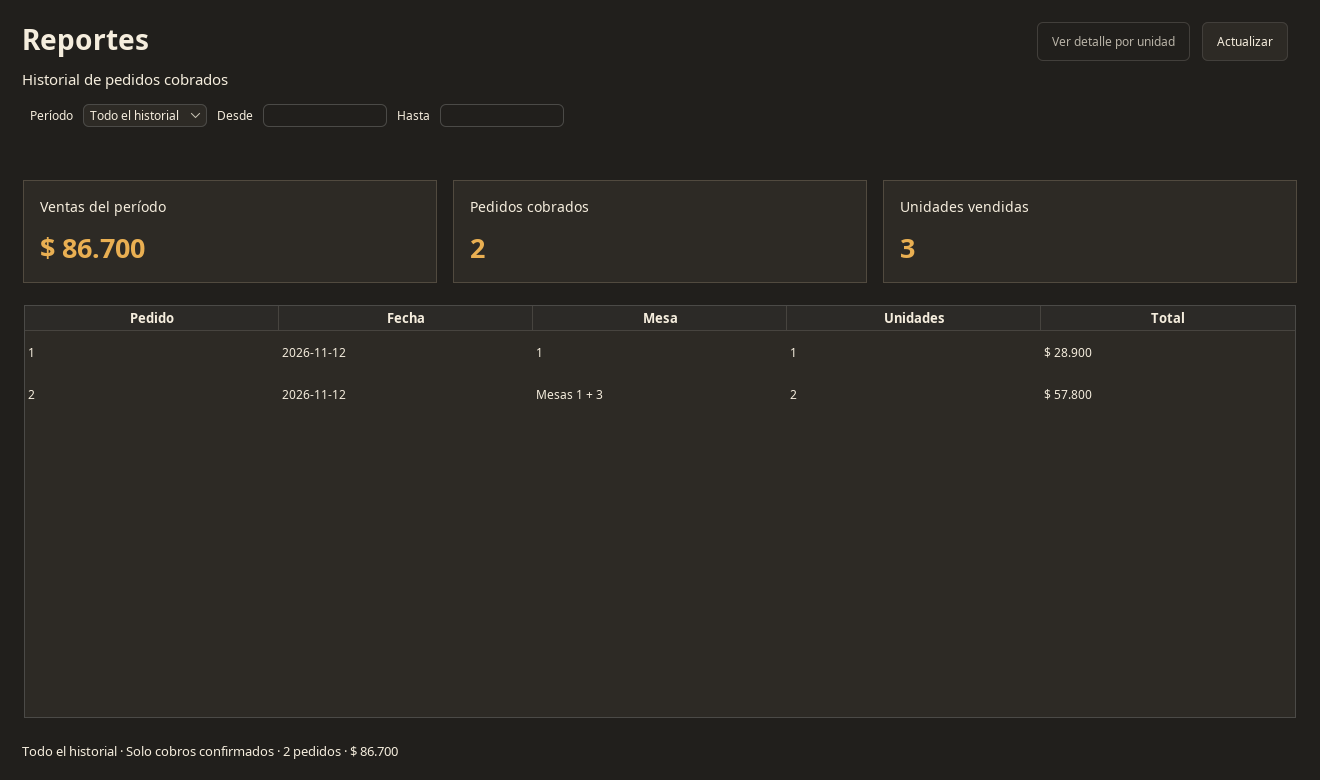 Reportes
Ver detalle por unidad
Actualizar
Historial de pedidos cobrados
Período Todo el historial Desde Hasta
Ventas del período
$ 86.700
Pedidos cobrados
2
Unidades vendidas
3
Pedido Fecha Mesa Unidades Total
1 2026-11-12 1 1 $ 28.900
2 2026-11-12 Mesas 1 + 3 2 $ 57.800
Todo el historial · Solo cobros confirmados · 2 pedidos · $ 86.700